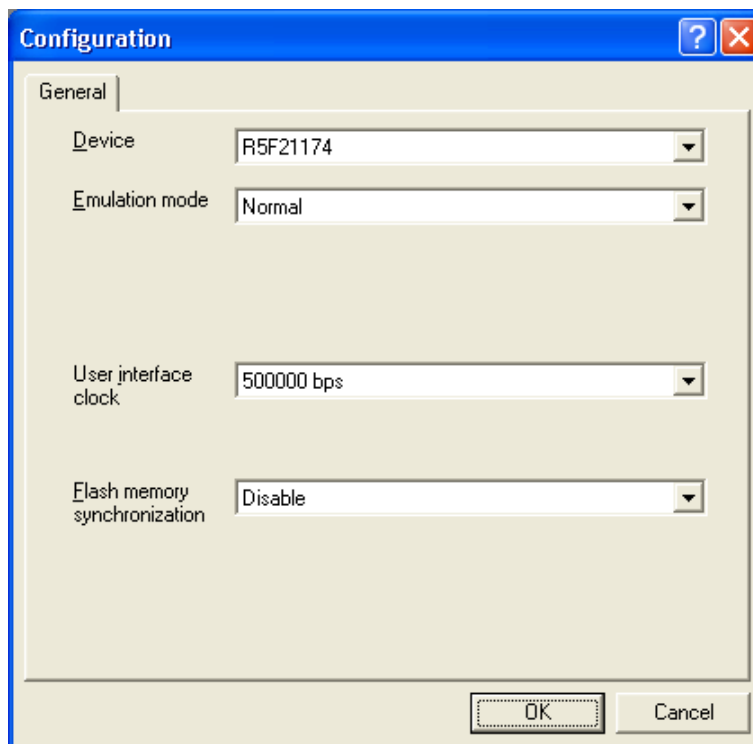 Configuration
General
Device
R5F21174
Emulation mode
Normal
User interface
clock
500000 bps
Flash memory
synchronization
Disable
OK
Cancel